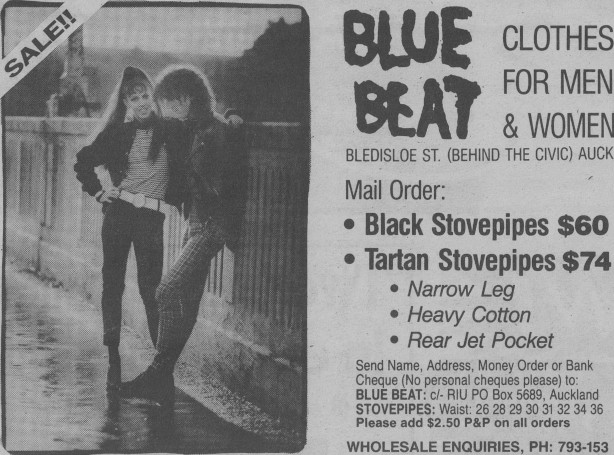 SALE!!
BLUE
BEAT
CLOTHES
FOR MEN
& WOMEN
BLEDISLOE ST. (BEHIND THE CIVIC) AUCK
Mail Order:
• Black Stovepipes $60
• Tartan Stovepipes $74
• Narrow Leg
• Heavy Cotton
• Rear Jet Pocket
Send Name, Address, Money Order or Bank
Cheque (No personal cheques please) to:
BLUE BEAT: c/- RIU PO Box 5689, Auckland
STOVEPIPES: Waist: 26 28 29 30 31 32 34 36
Please add $2.50 P&P on all orders
WHOLESALE ENQUIRIES, PH: 793-153